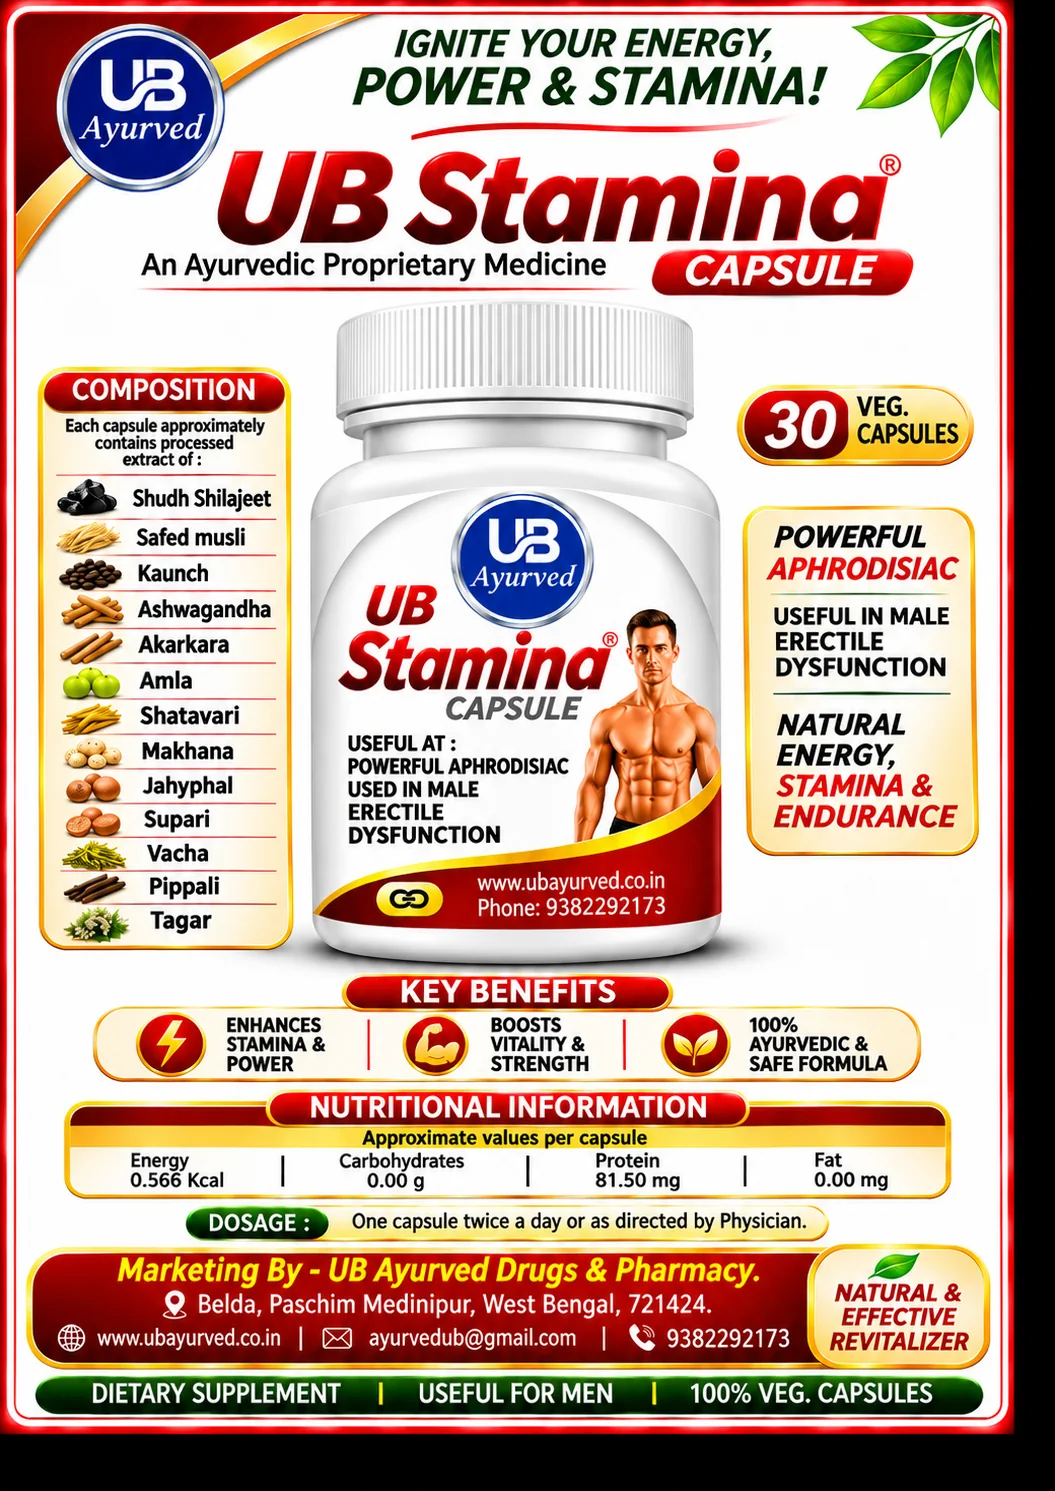 UB
Ayurved
IGNITE YOUR ENERGY,
POWER & STAMINA!
UB Stamina®
An Ayurvedic Proprietary Medicine
CAPSULE
COMPOSITION
Each capsule approximately
contains processed
extract of :
Shudh Shilajeet
Safed musli
Kaunch
Ashwagandha
Akarkara
Amla
Shatavari
Makhana
Jahyphal
Supari
Vacha
Pippali
Tagar
UB
Ayurved
UB
Stamina®
CAPSULE
USEFUL AT :
POWERFUL APHRODISIAC
USED IN MALE
ERECTILE
DYSFUNCTION
www.ubayurved.co.in
Phone: 9382292173
30
VEG.
CAPSULES
POWERFUL
APHRODISIAC
USEFUL IN MALE
ERECTILE
DYSFUNCTION
NATURAL
ENERGY,
STAMINA &
ENDURANCE
KEY BENEFITS
ENHANCES
STAMINA &
POWER
BOOSTS
VITALITY &
STRENGTH
100%
AYURVEDIC &
SAFE FORMULA
NUTRITIONAL INFORMATION
Approximate values per capsule
Energy
0.566 Kcal
Carbohydrates
0.00 g
Protein
81.50 mg
Fat
0.00 mg
DOSAGE : One capsule twice a day or as directed by Physician.
Marketing By - UB Ayurved Drugs & Pharmacy.
Belda, Paschim Medinipur, West Bengal, 721424.
www.ubayurved.co.in | ayurvedub@gmail.com | 9382292173
NATURAL &
EFFECTIVE
REVITALIZER
DIETARY SUPPLEMENT | USEFUL FOR MEN | 100% VEG. CAPSULES